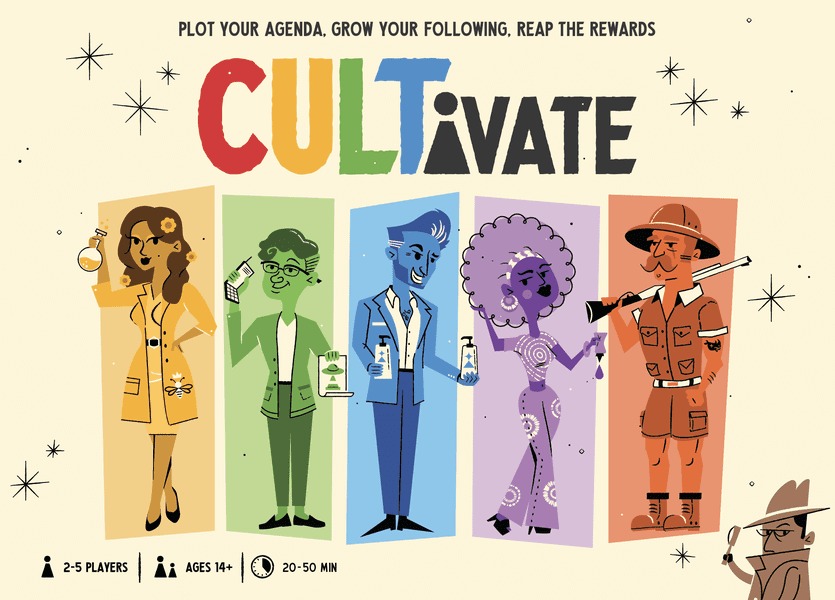 PLOT YOUR AGENDA, GROW YOUR FOLLOWING, REAP THE REWARDS
CULTiVATE
2-5 PLAYERS | AGES 14+ | 20-50 MIN